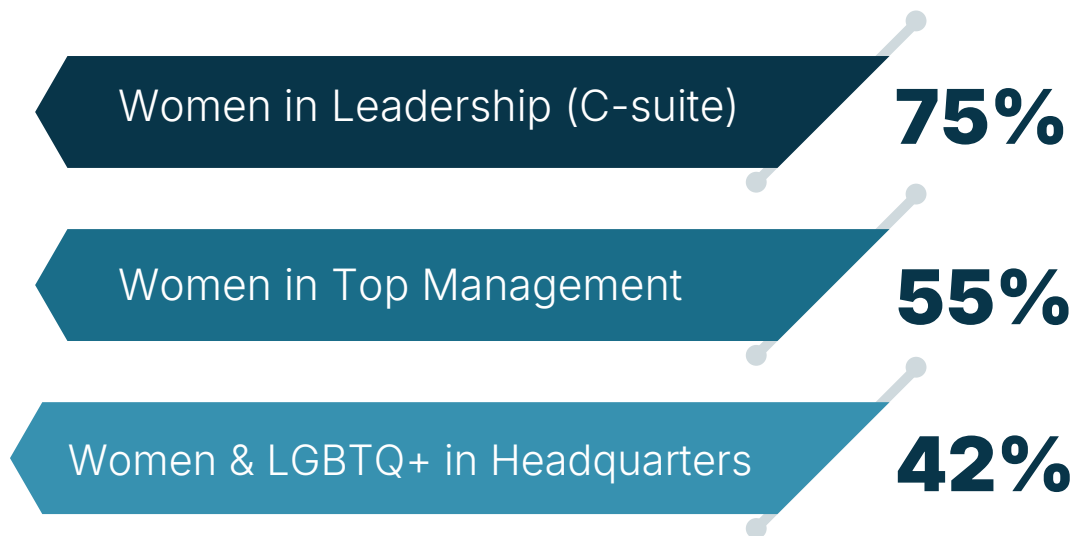 Women in Leadership (C-suite) 75%
Women in Top Management 55%
Women & LGBTQ+ in Headquarters 42%